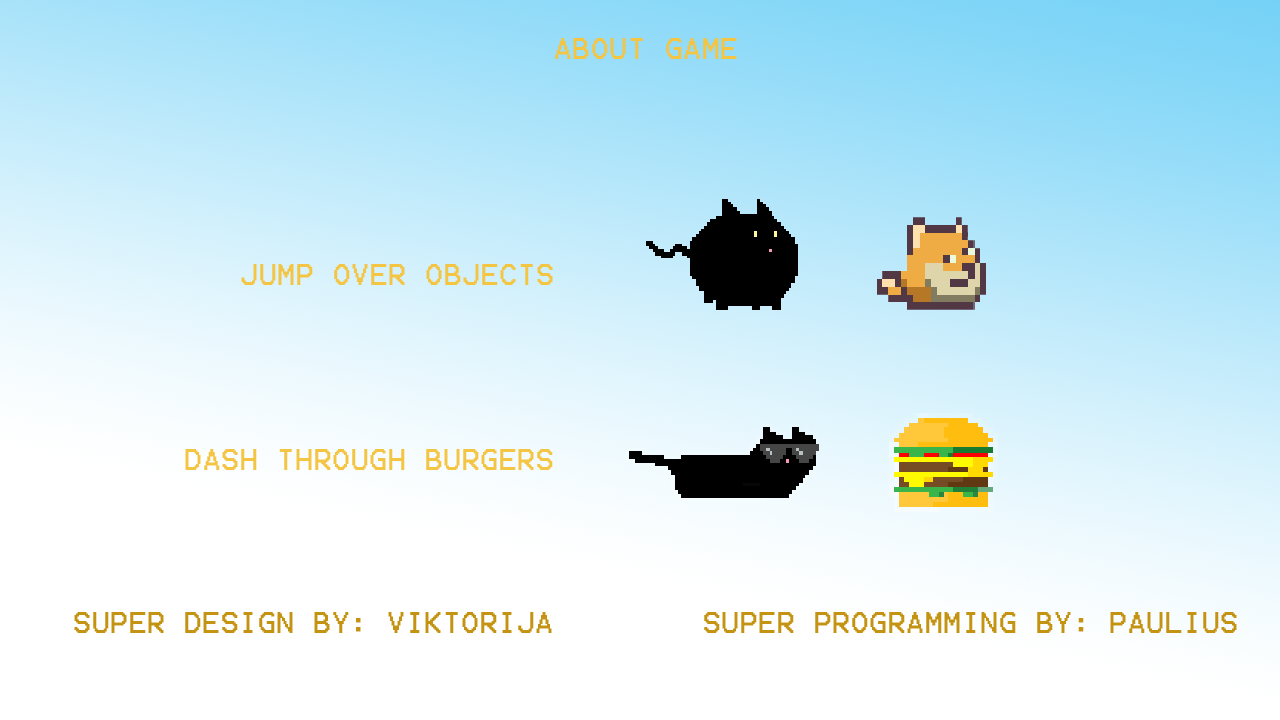 ABOUT GAME
JUMP OVER OBJECTS
DASH THROUGH BURGERS
SUPER DESIGN BY: VIKTORIJA
SUPER PROGRAMMING BY: PAULIUS